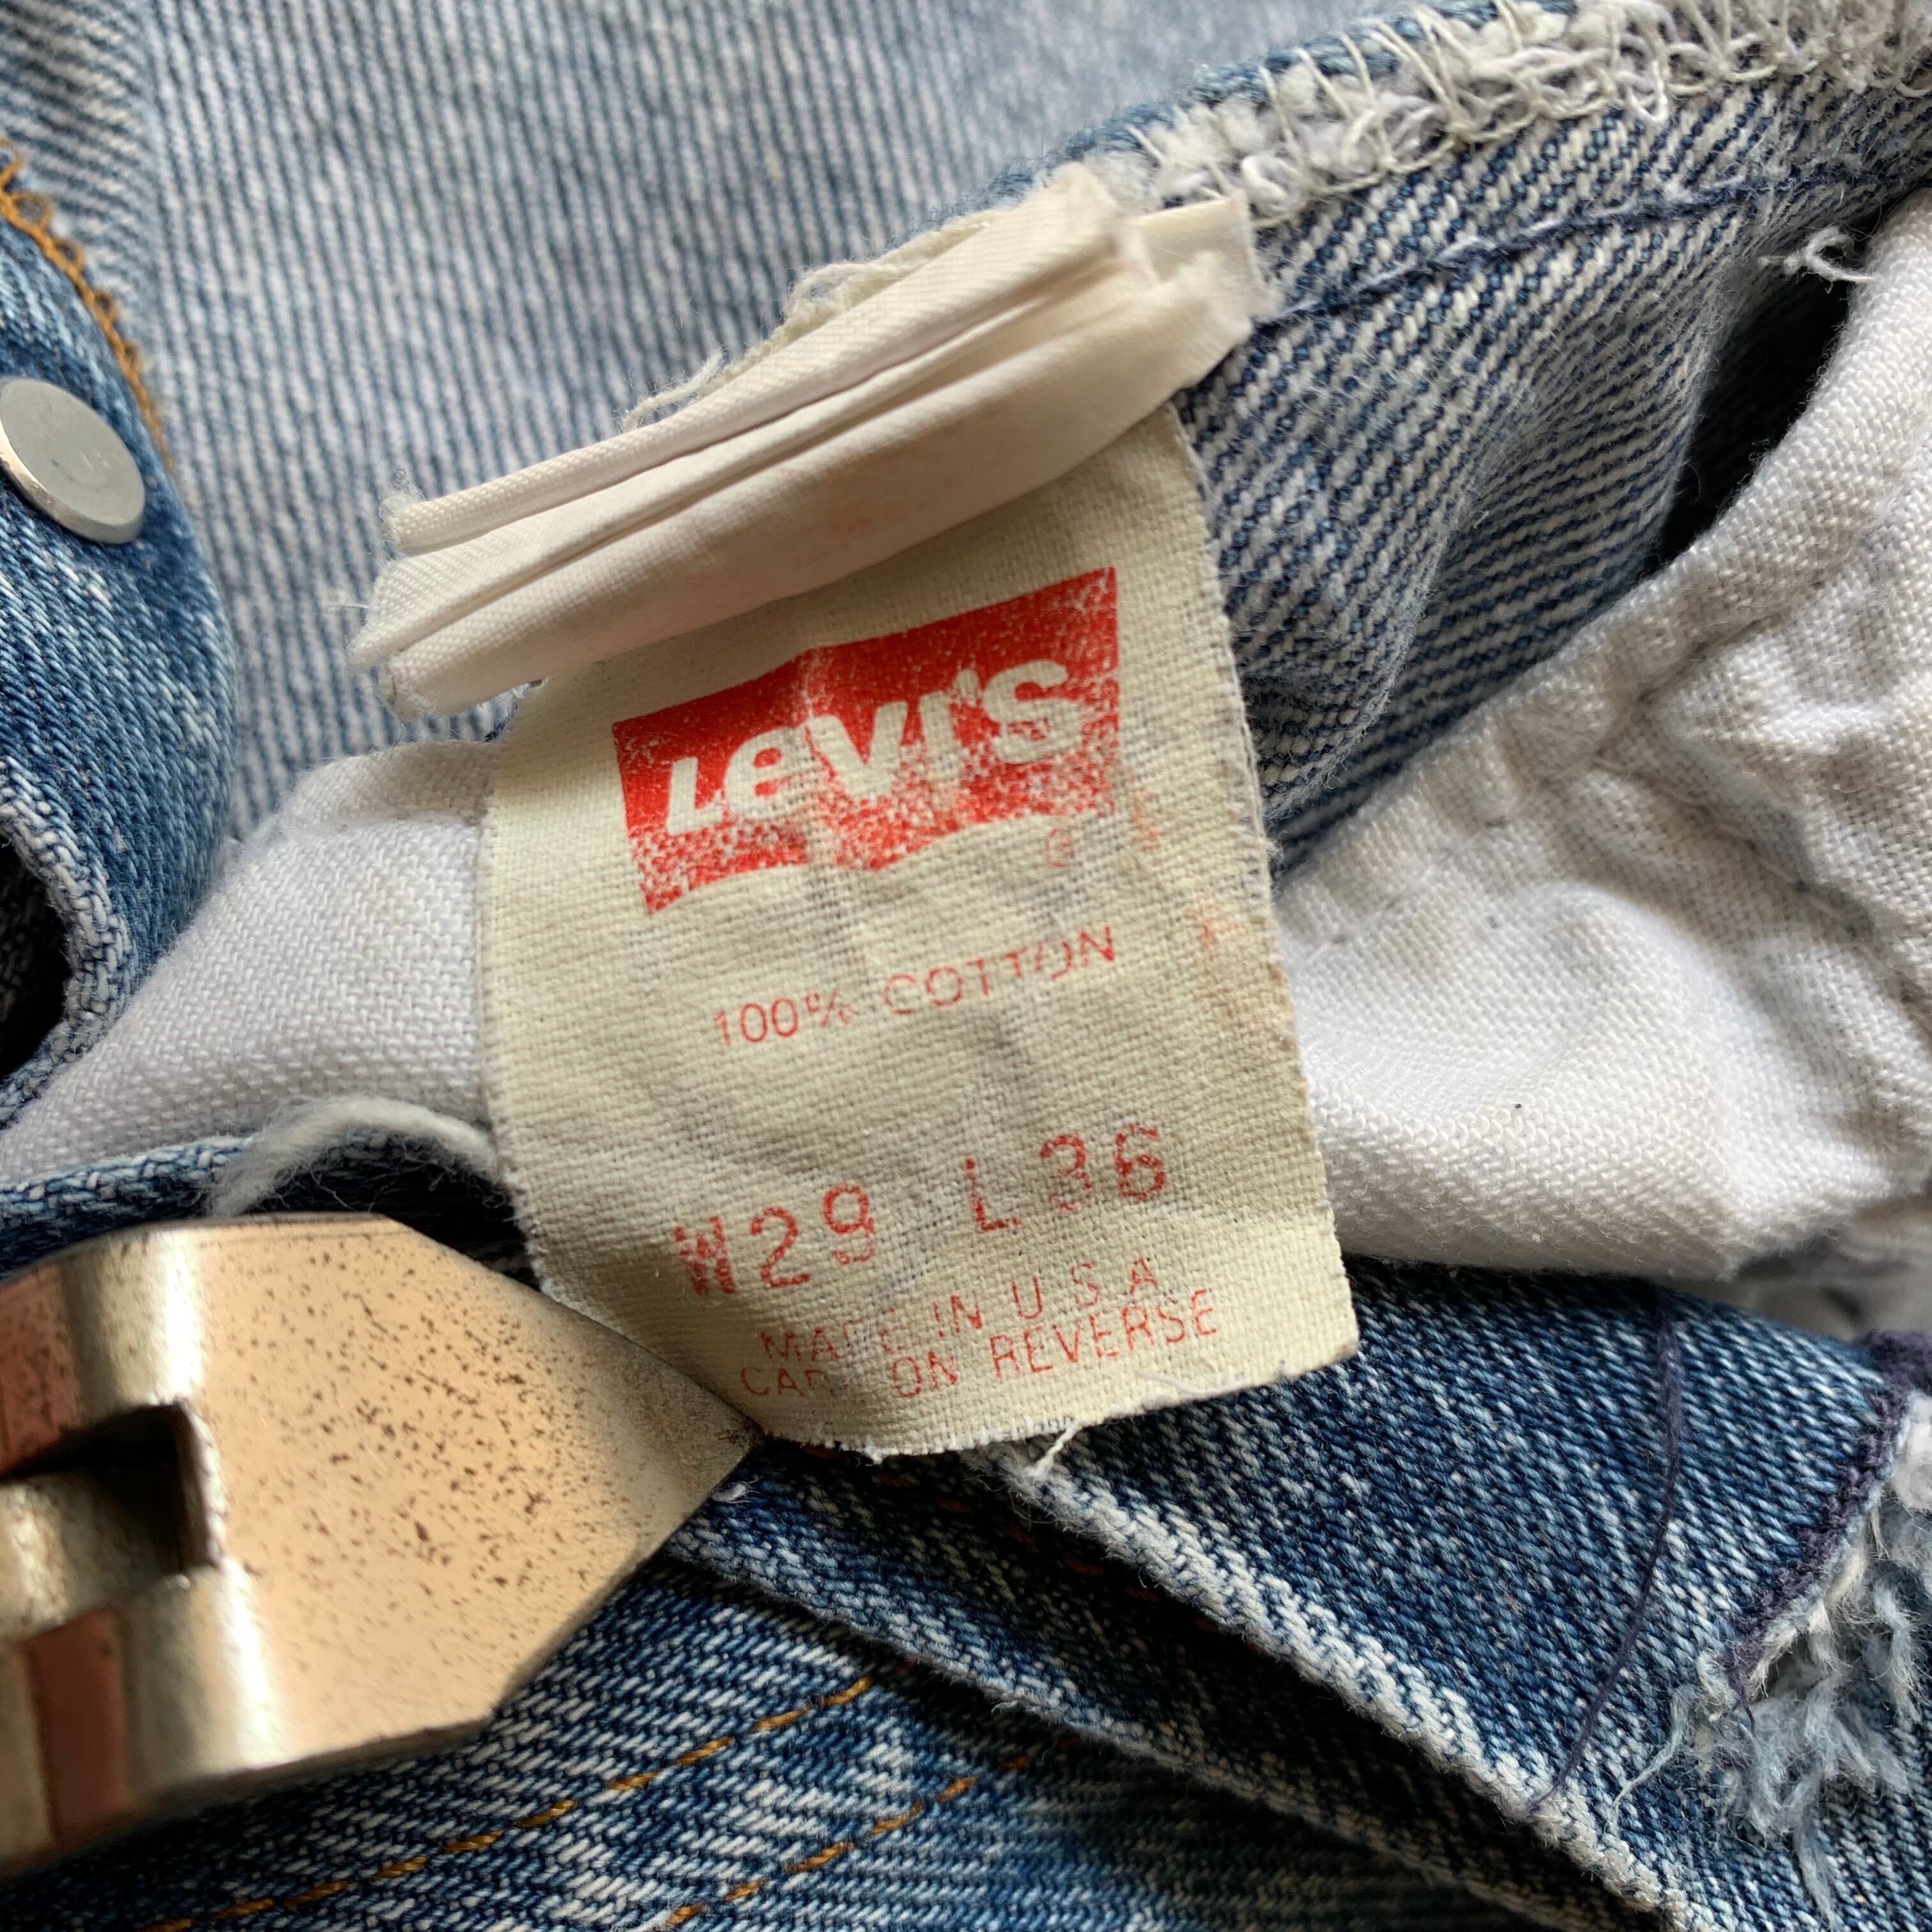 LEVI'S
100% COTTON
W29 L36
MADE IN U S A
CARE ON REVERSE